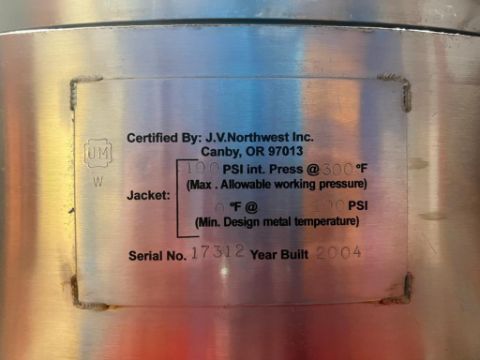 Certified By: J.V.Northwest Inc.
Canby, OR 97013
UM
W
Jacket:
100 PSI int. Press @ 300 °F
(Max . Allowable working pressure)
°F @ 100 PSI
(Min. Design metal temperature)
Serial No. 17312 Year Built 2004